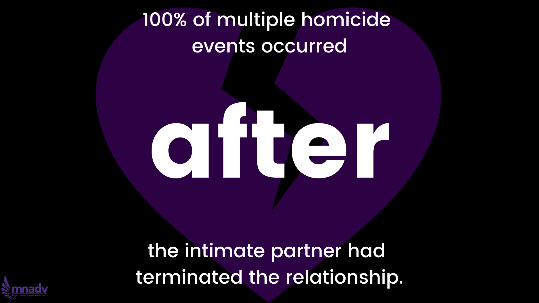 100% of multiple homicide
events occurred
after
the intimate partner had
terminated the relationship.
mnadv